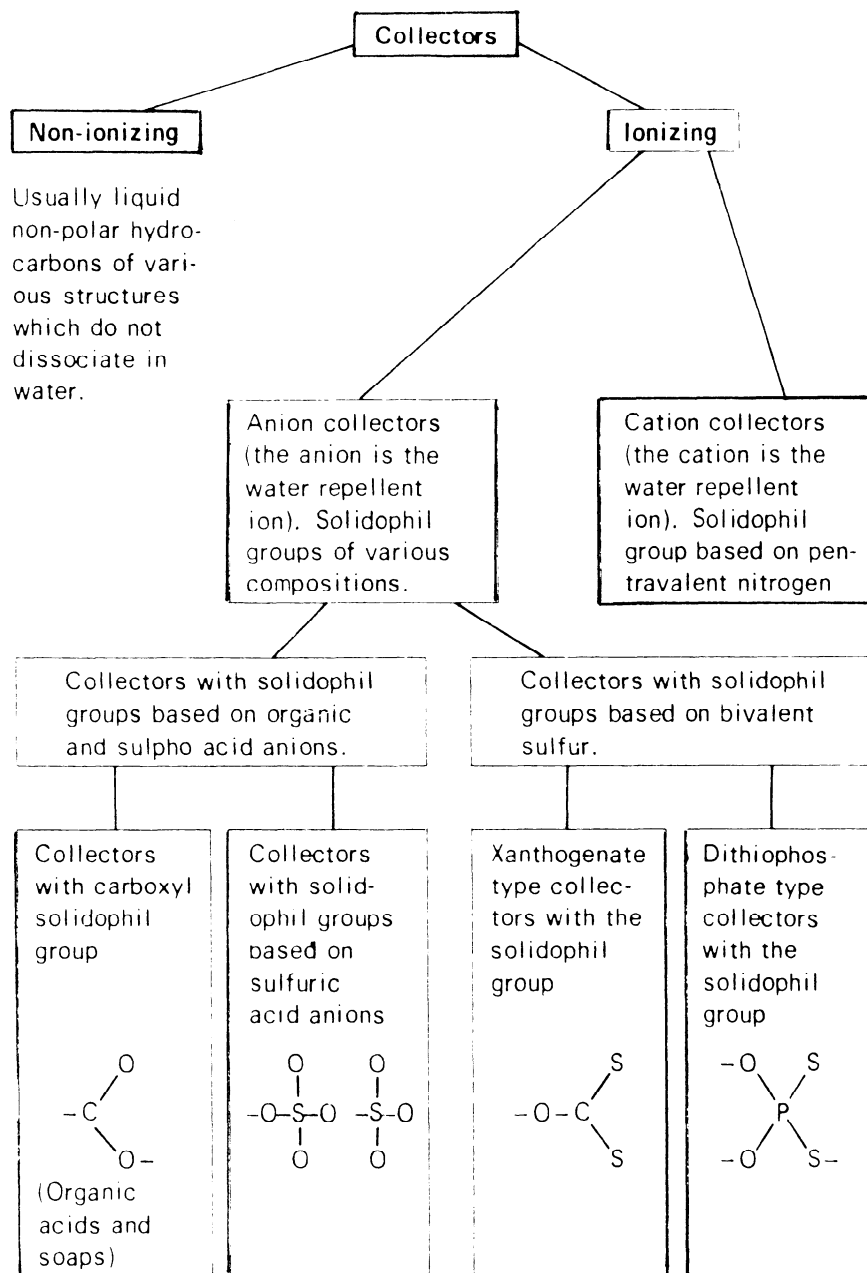 Collectors
Non-ionizing
Ionizing
Usually liquid
non-polar hydro-
carbons of vari-
ous structures
which do not
dissociate in
water.
Anion collectors
(the anion is the
water repellent
ion). Solidophil
groups of various
compositions.
Cation collectors
(the cation is the
water repellent
ion). Solidophil
group based on pen-
travalent nitrogen
Collectors with solidophil
groups based on organic
and sulpho acid anions.
Collectors with solidophil
groups based on bivalent
sulfur.
Collectors
with carboxyl
solidophil
group
O
–C
O–
(Organic
acids and
soaps)
Collectors
with solid-
ophil groups
based on
sulfuric
acid anions
O O
–O–S–O –S–O
O O
Xanthogenate
type collec-
tors with the
solidophil
group
S
–O–C
S
Dithiophos-
phate type
collectors
with the
solidophil
group
–O S
P
–O S–